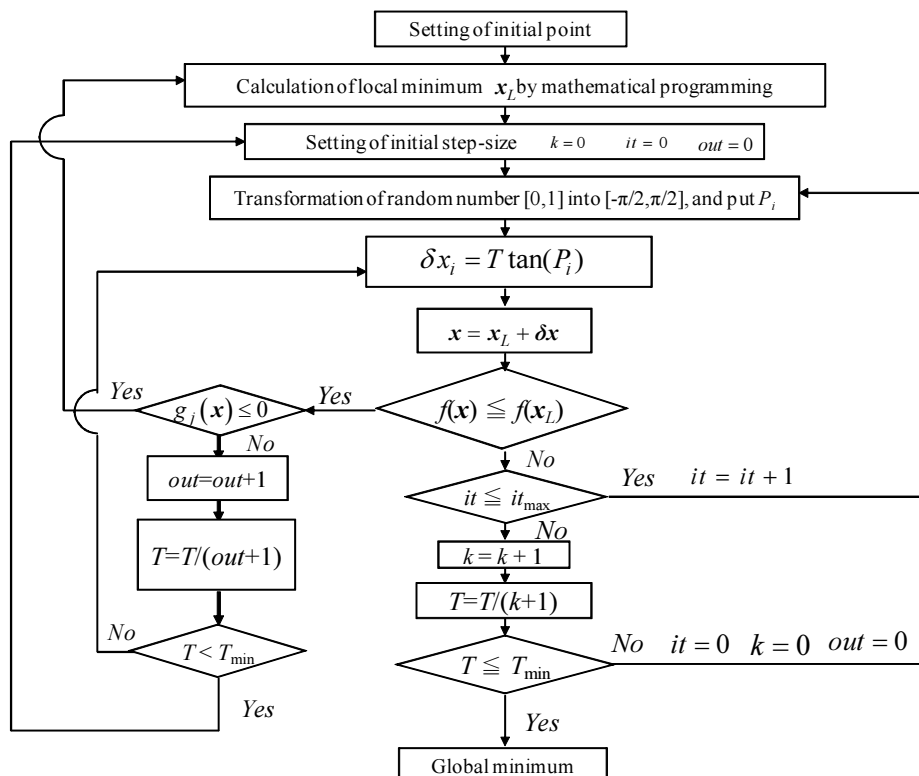 Setting of initial point
Calculation of local minimum x_L by mathematical programming
Setting of initial step-size k = 0 it = 0 out = 0
Transformation of random number [0,1] into [-π/2,π/2], and put P_i
δx_i = T tan(P_i)
x = x_L + δx
f(x) ≦ f(x_L)
Yes
g_j(x) ≤ 0
Yes
No
out=out+1
T=T/(out+1)
T < T_min
No
Yes
No
it ≦ it_max
Yes it = it + 1
No
k = k + 1
T=T/(k+1)
T ≦ T_min
No it = 0 k = 0 out = 0
Yes
Global minimum